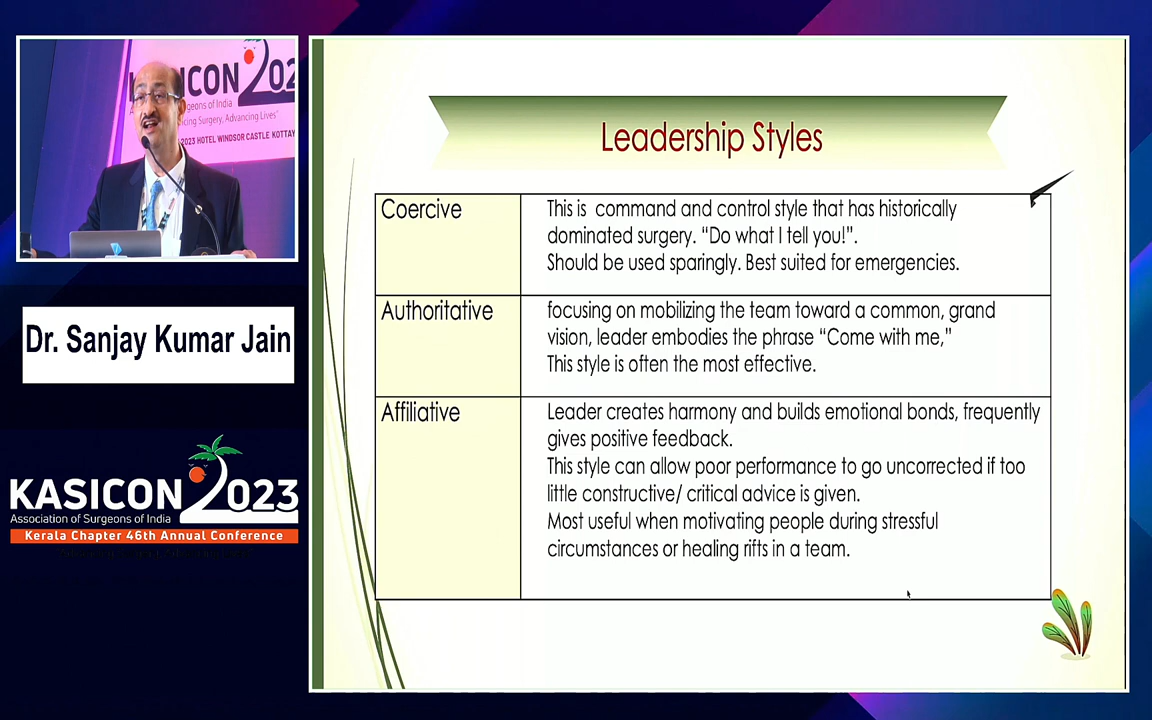 ICON 202
geons of India
cing Surgery, Advancing Lives"
2023 HOTEL WINDSOR CASTLE KOTTAY
Dr. Sanjay Kumar Jain
KASICON 2023
Association of Surgeons of India
Kerala Chapter 46th Annual Conference
Leadership Styles
Coercive
This is command and control style that has historically
dominated surgery. “Do what I tell you!”.
Should be used sparingly. Best suited for emergencies.
Authoritative
focusing on mobilizing the team toward a common, grand
vision, leader embodies the phrase “Come with me,”
This style is often the most effective.
Affiliative
Leader creates harmony and builds emotional bonds, frequently
gives positive feedback.
This style can allow poor performance to go uncorrected if too
little constructive/ critical advice is given.
Most useful when motivating people during stressful
circumstances or healing rifts in a team.